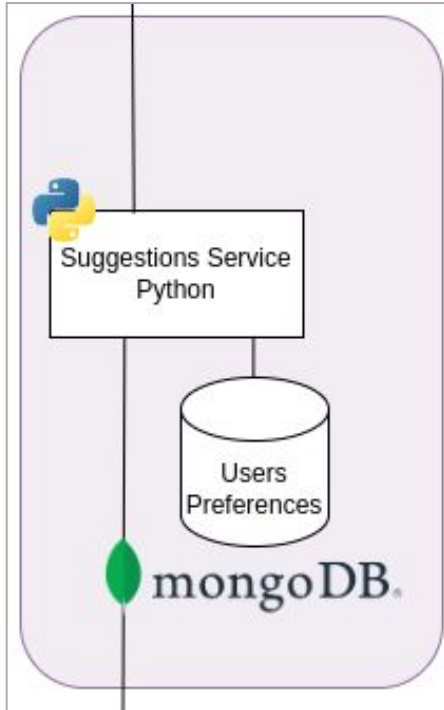 Suggestions Service
Python
Users
Preferences
mongoDB®